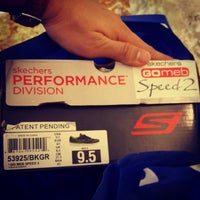 skechers
PERFORMANCE
DIVISION
skechers
GOmeb
Speed 2
PATENT PENDING
53925/BKGR
9.5